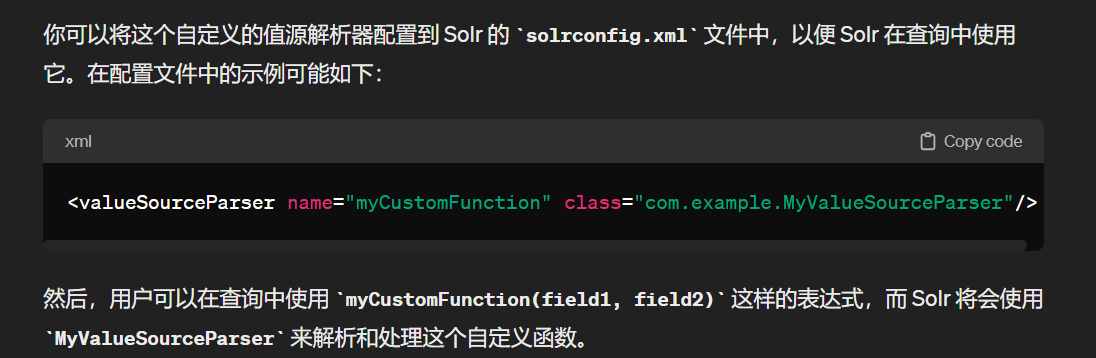 你可以将这个自定义的值源解析器配置到 Solr 的 `solrconfig.xml` 文件中，以便 Solr 在查询中使用
它。在配置文件中的示例可能如下：
xml
Copy code
<valueSourceParser name="myCustomFunction" class="com.example.MyValueSourceParser"/>
然后，用户可以在查询中使用 `myCustomFunction(field1, field2)` 这样的表达式，而 Solr 将会使用
`MyValueSourceParser` 来解析和处理这个自定义函数。